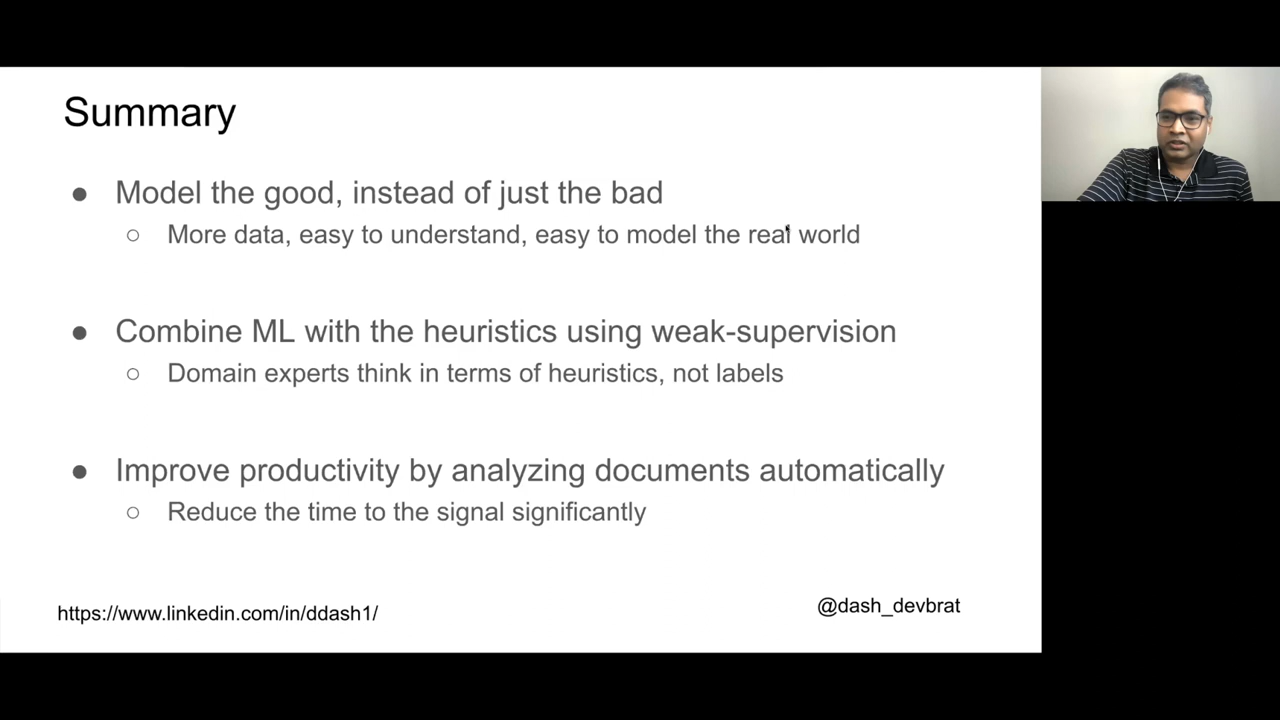 Summary
● Model the good, instead of just the bad
○ More data, easy to understand, easy to model the real world
● Combine ML with the heuristics using weak-supervision
○ Domain experts think in terms of heuristics, not labels
● Improve productivity by analyzing documents automatically
○ Reduce the time to the signal significantly
https://www.linkedin.com/in/ddash1/
@dash_devbrat